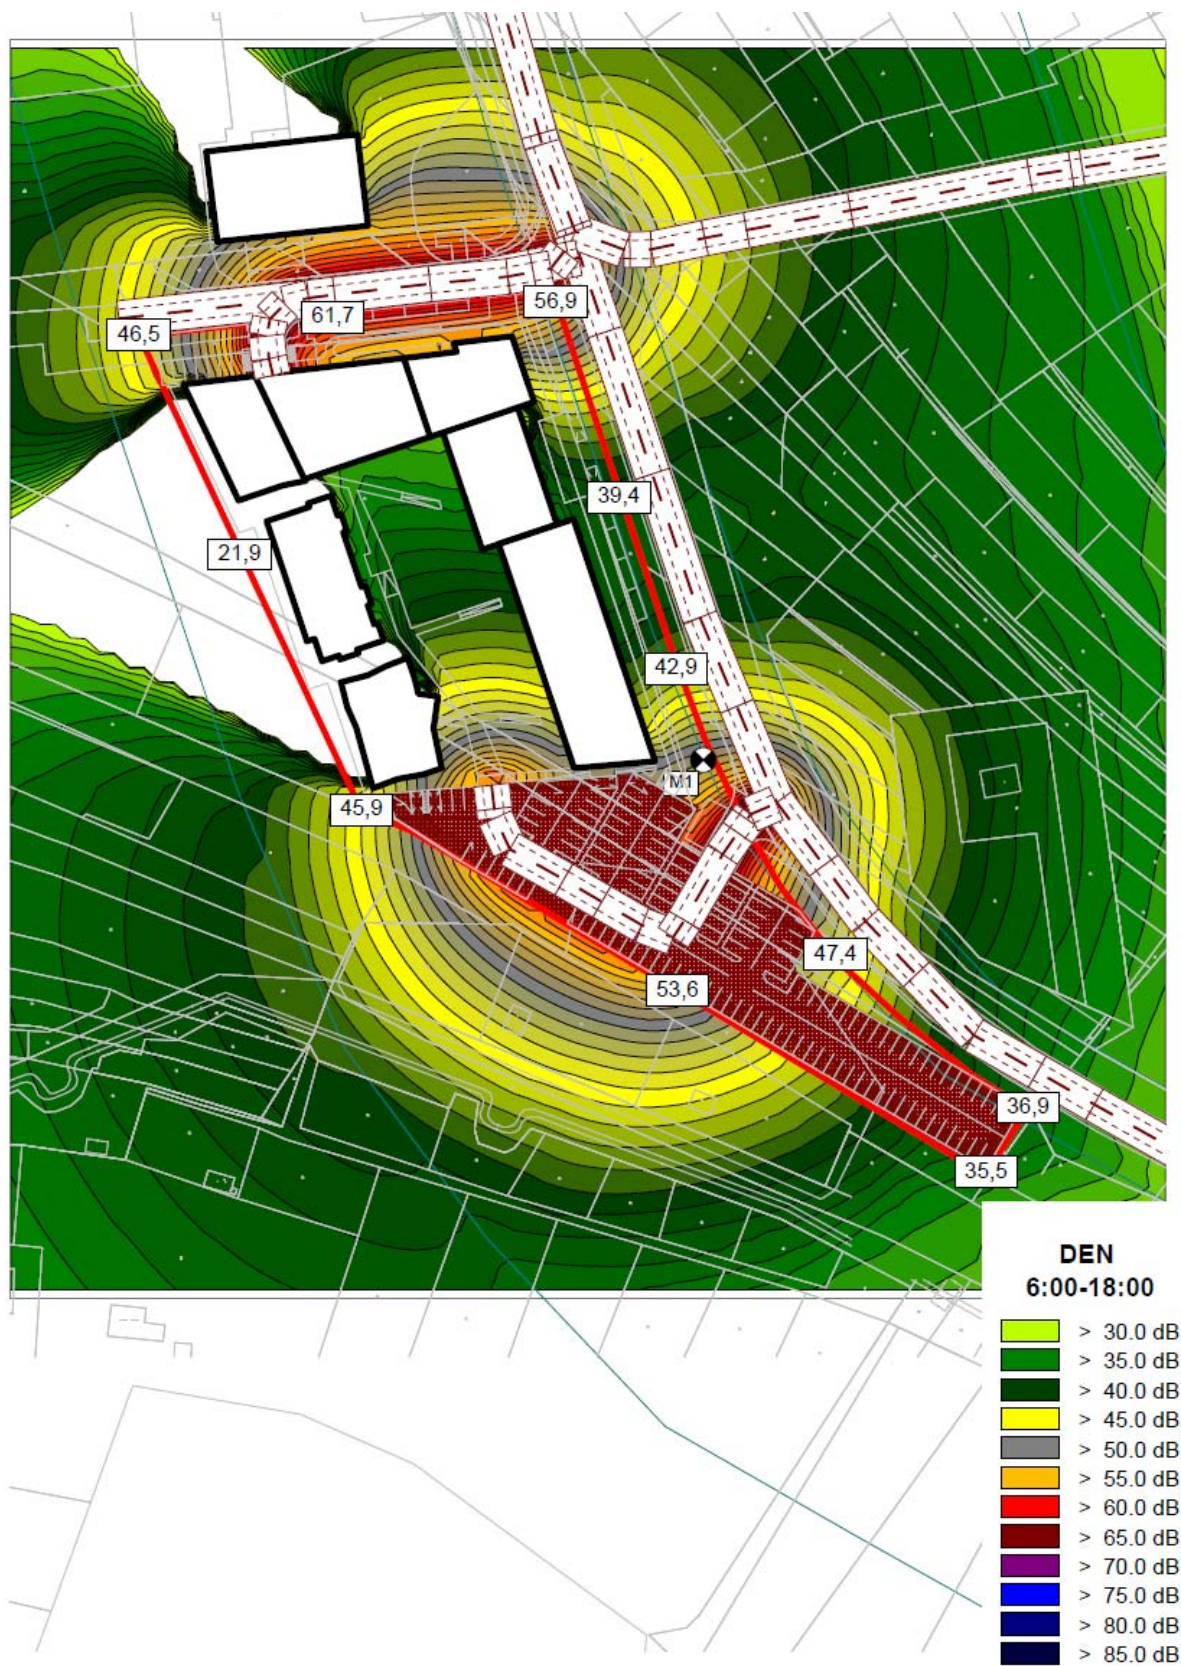 56,9
61,7
46,5
39,4
21,9
42,9
M1
45,9
47,4
53,6
36,9
35,5
DEN
6:00-18:00
> 30.0 dB
> 35.0 dB
> 40.0 dB
> 45.0 dB
> 50.0 dB
> 55.0 dB
> 60.0 dB
> 65.0 dB
> 70.0 dB
> 75.0 dB
> 80.0 dB
> 85.0 dB